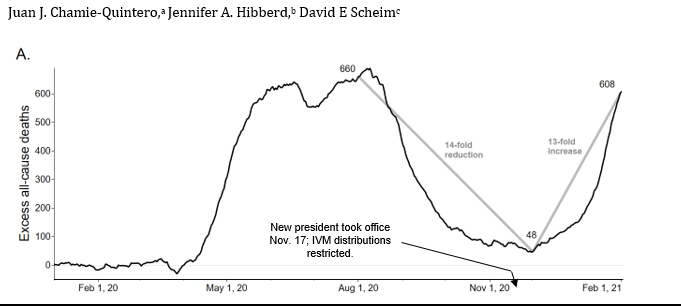 Juan J. Chamie-Quintero,ᵃ Jennifer A. Hibberd,ᵇ David E Scheimᶜ
A.
Excess all-cause deaths
600
500
400
300
200
100
0
660
608
14-fold
reduction
13-fold
increase
48
New president took office
Nov. 17; IVM distributions
restricted.
Feb 1, 20
May 1, 20
Aug 1, 20
Nov 1, 20
Feb 1, 21